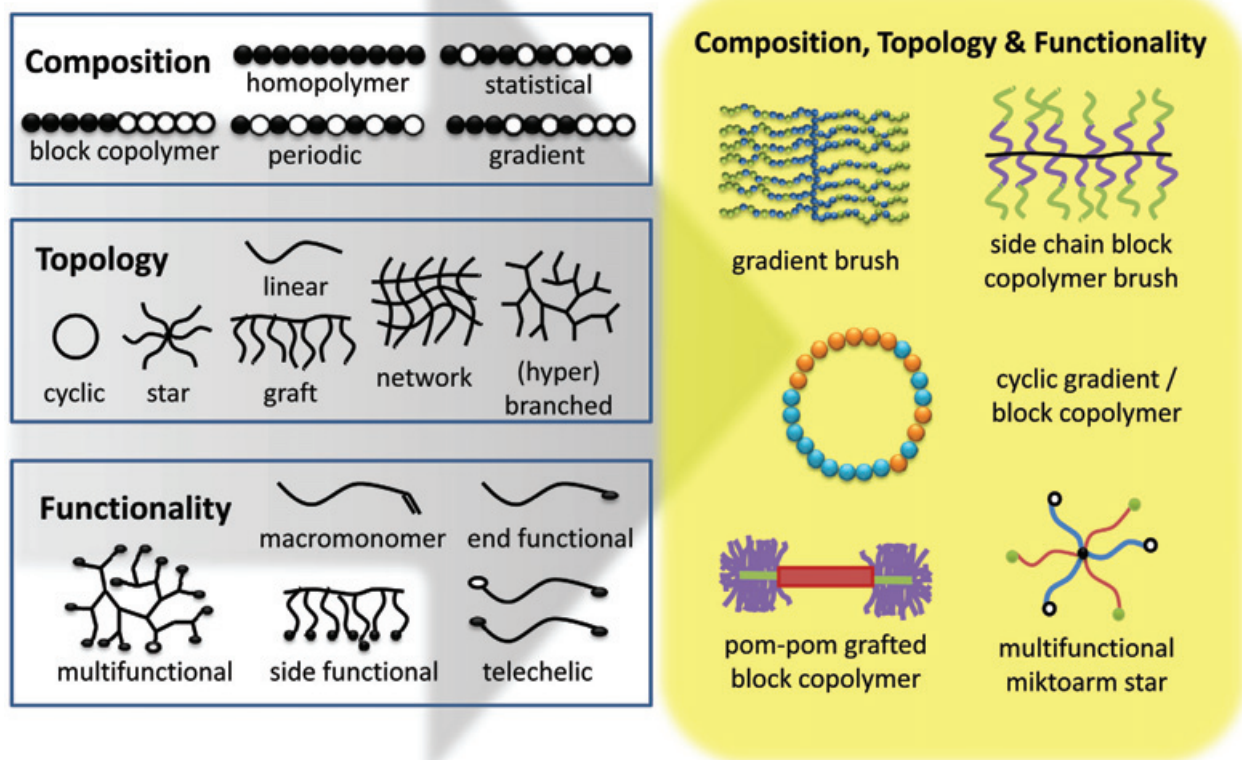 Composition
homopolymer
statistical
block copolymer
periodic
gradient
Topology
linear
cyclic
star
graft
network
(hyper)
branched
Functionality
macromonomer
end functional
multifunctional
side functional
telechelic
Composition, Topology & Functionality
gradient brush
side chain block
copolymer brush
cyclic gradient /
block copolymer
pom-pom grafted
block copolymer
multifunctional
miktoarm star